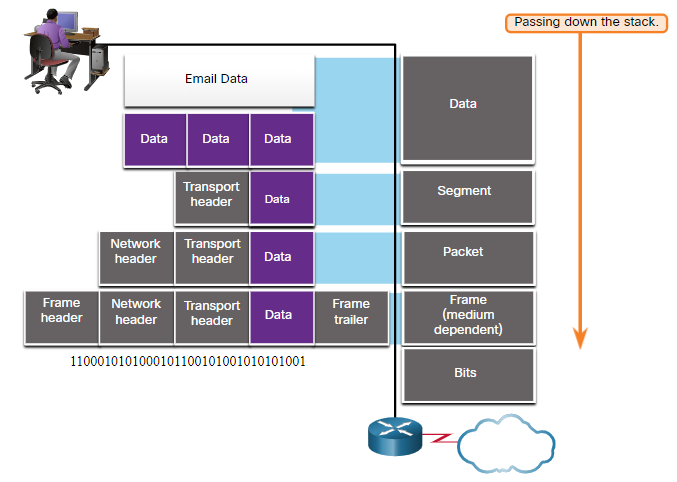 Passing down the stack.
Email Data
Data
Data
Data
Data
Transport
header
Data
Segment
Network
header
Transport
header
Data
Packet
Frame
header
Network
header
Transport
header
Data
Frame
trailer
Frame
(medium
dependent)
1100010101000101100101001010101001
Bits